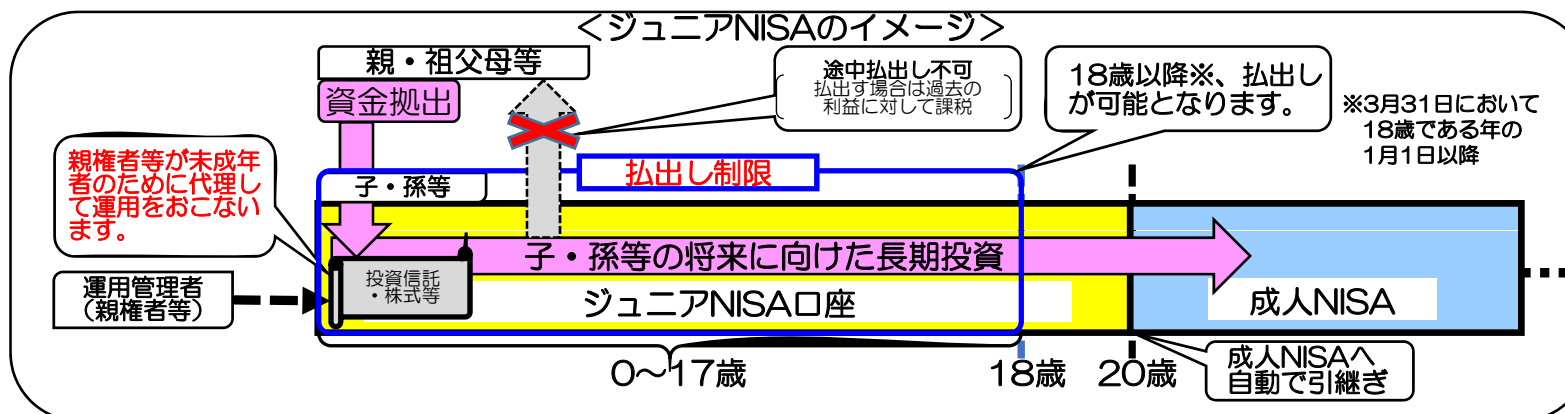 ＜ジュニアNISAのイメージ＞
親・祖父母等
資金拠出
途中払出し不可
払出す場合は過去の
利益に対して課税
18歳以降※、払出し
が可能となります。
※3月31日において
18歳である年の
1月1日以降
親権者等が未成年
者のために代理し
て運用をおこない
ます。
子・孫等
払出し制限
子・孫等の将来に向けた長期投資
投資信託
・株式等
運用管理者
（親権者等）
ジュニアNISA口座
成人NISA
0〜17歳
18歳
20歳
成人NISAへ
自動で引継ぎ